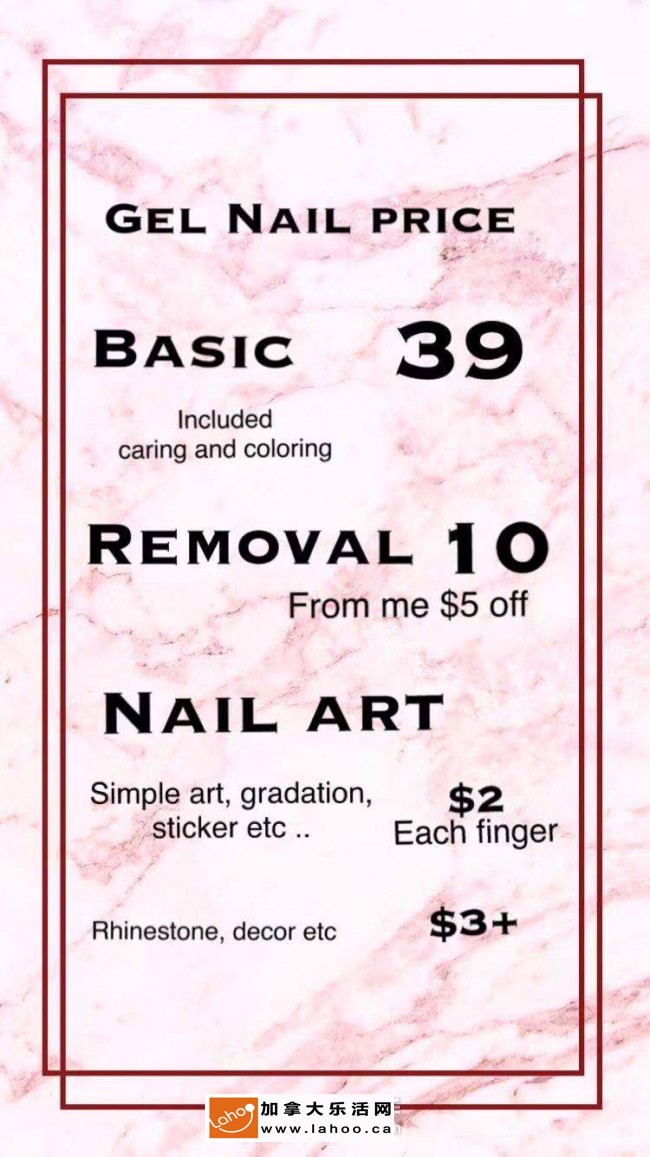 GEL NAIL PRICE
BASIC 39
Included
caring and coloring
REMOVAL 10
From me $5 off
NAIL ART
Simple art, gradation,
sticker etc ..
$2
Each finger
Rhinestone, decor etc
$3+
Lahoo
加拿大乐活网
www.lahoo.ca